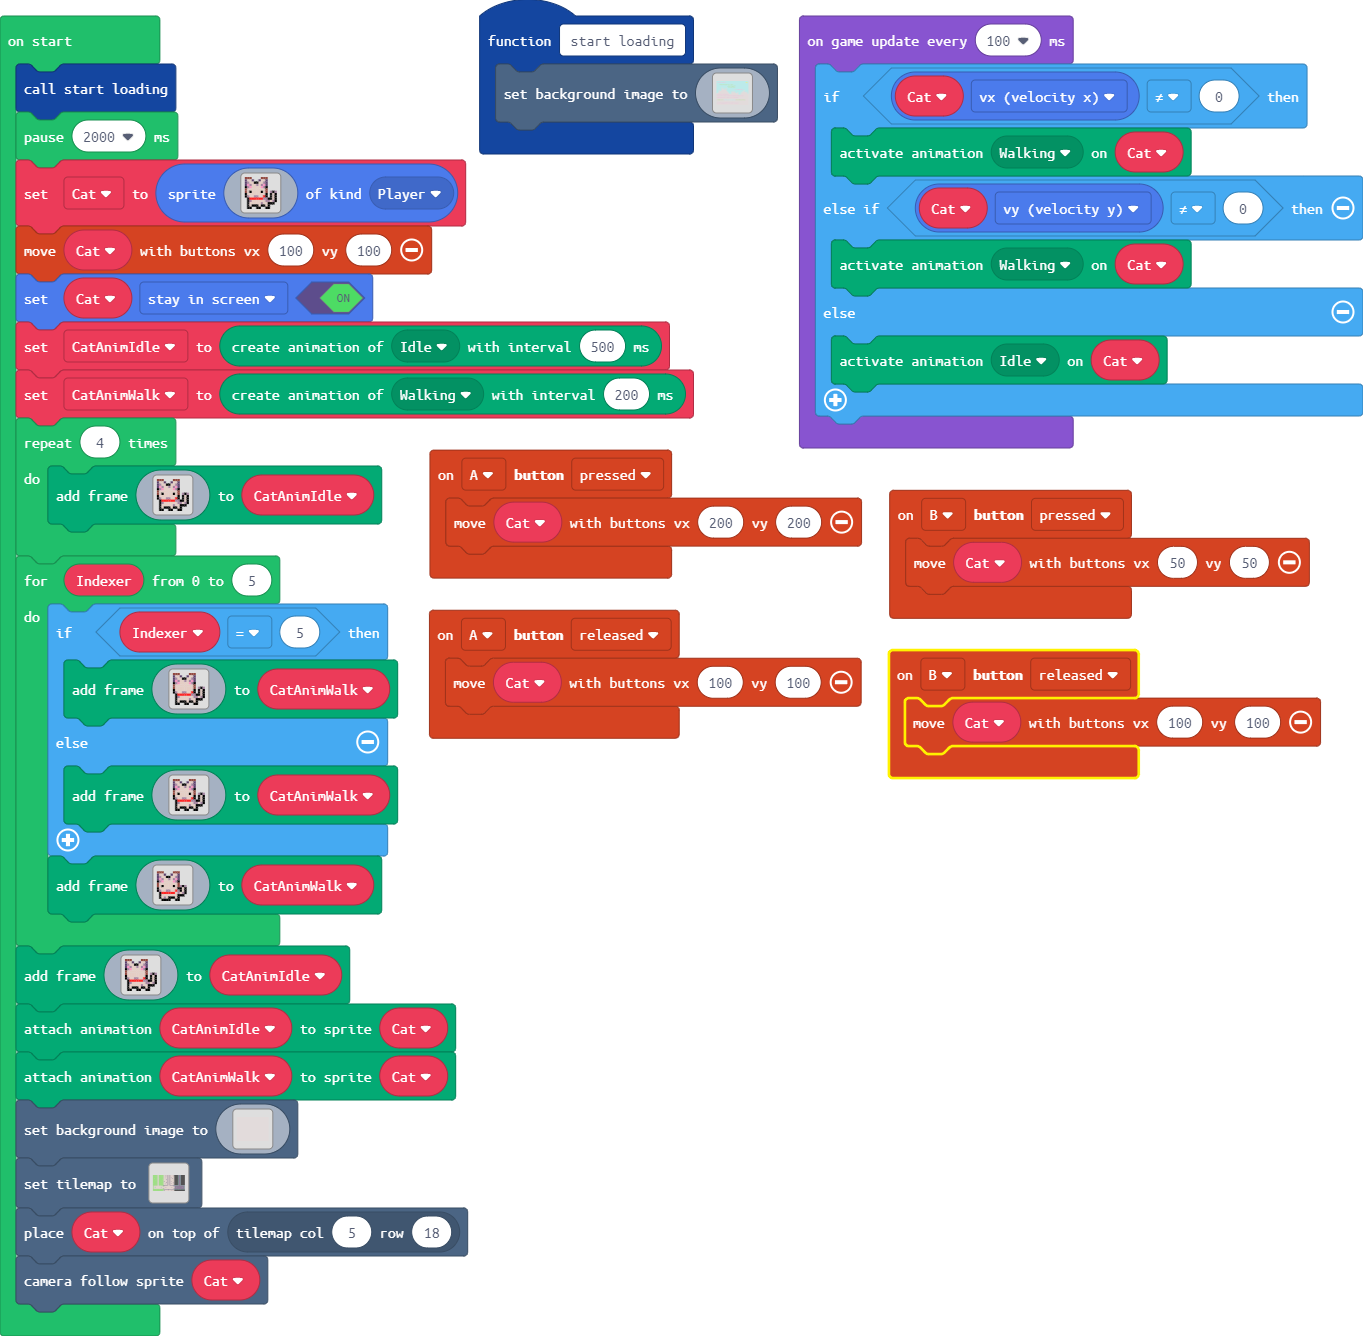 on start
call start loading
pause 2000 ms
set Cat to sprite of kind Player
move Cat with buttons vx 100 vy 100
set Cat stay in screen ON
set CatAnimIdle to create animation of Idle with interval 500 ms
set CatAnimWalk to create animation of Walking with interval 200 ms
repeat 4 times
do
add frame to CatAnimIdle
for Indexer from 0 to 5
do
if Indexer = 5 then
add frame to CatAnimWalk
else
add frame to CatAnimWalk
add frame to CatAnimWalk
add frame to CatAnimIdle
attach animation CatAnimIdle to sprite Cat
attach animation CatAnimWalk to sprite Cat
set background image to
set tilemap to
place Cat on top of tilemap col 5 row 18
camera follow sprite Cat
function start loading
set background image to
on game update every 100 ms
if Cat vx (velocity x) ≠ 0 then
activate animation Walking on Cat
else if Cat vy (velocity y) ≠ 0 then
activate animation Walking on Cat
else
activate animation Idle on Cat
on A button pressed
move Cat with buttons vx 200 vy 200
on A button released
move Cat with buttons vx 100 vy 100
on B button pressed
move Cat with buttons vx 50 vy 50
on B button released
move Cat with buttons vx 100 vy 100